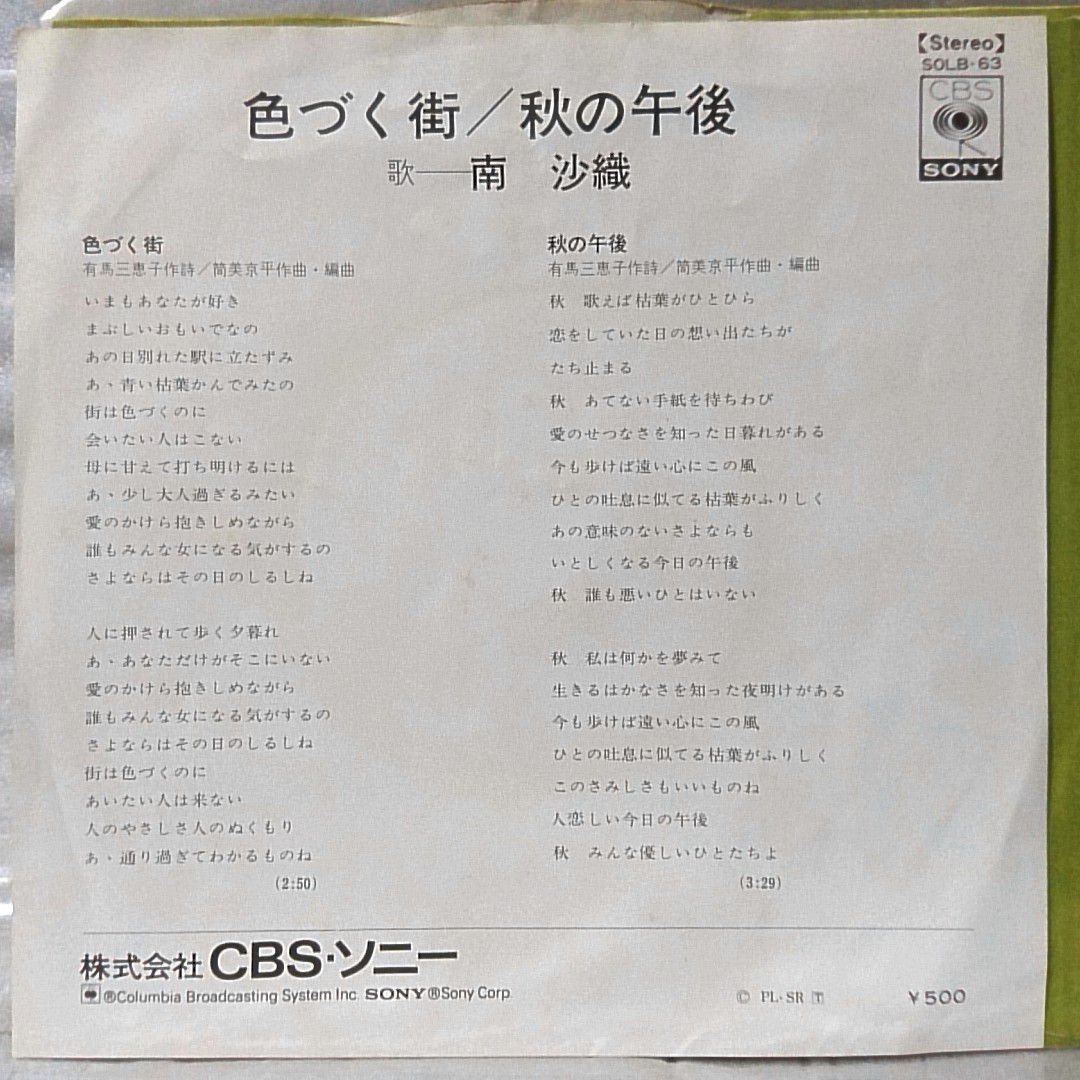 【Stereo】
SOLB-63
CBS
SONY
色づく街／秋の午後
歌──南　沙織
色づく街
有馬三恵子作詩／筒美京平作曲・編曲
いまもあなたが好き
まぶしいおもいでなの
あの日別れた駅に立たずみ
あゝ青い枯葉かんでみたの
街は色づくのに
会いたい人はこない
母に甘えて打ち明けるには
あゝ少し大人過ぎるみたい
愛のかけら抱きしめながら
誰もみんな女になる気がするの
さよならはその日のしるしね
人に押されて歩く夕暮れ
あゝあなただけがそこにいない
愛のかけら抱きしめながら
誰もみんな女になる気がするの
さよならはその日のしるしね
街は色づくのに
あいたい人は来ない
人のやさしさ人のぬくもり
あゝ通り過ぎてわかるものね
(2:50)
秋の午後
有馬三恵子作詩／筒美京平作曲・編曲
秋　歌えば枯葉がひとひら
恋をしていた日の想い出たちが
たち止まる
秋　あてない手紙を待ちわび
愛のせつなさを知った日暮れがある
今も歩けば遠い心にこの風
ひとの吐息に似てる枯葉がふりしく
あの意味のないさよならも
いとしくなる今日の午後
秋　誰も悪いひとはいない
秋　私は何かを夢みて
生きるはかなさを知った夜明けがある
今も歩けば遠い心にこの風
ひとの吐息に似てる枯葉がふりしく
このさみしさもいいものね
人恋しい今日の午後
秋　みんな優しいひとたちよ
(3:29)
株式会社 CBS・ソニー
®Columbia Broadcasting System Inc. SONY ®Sony Corp.
Ⓒ PL・SR T
¥500